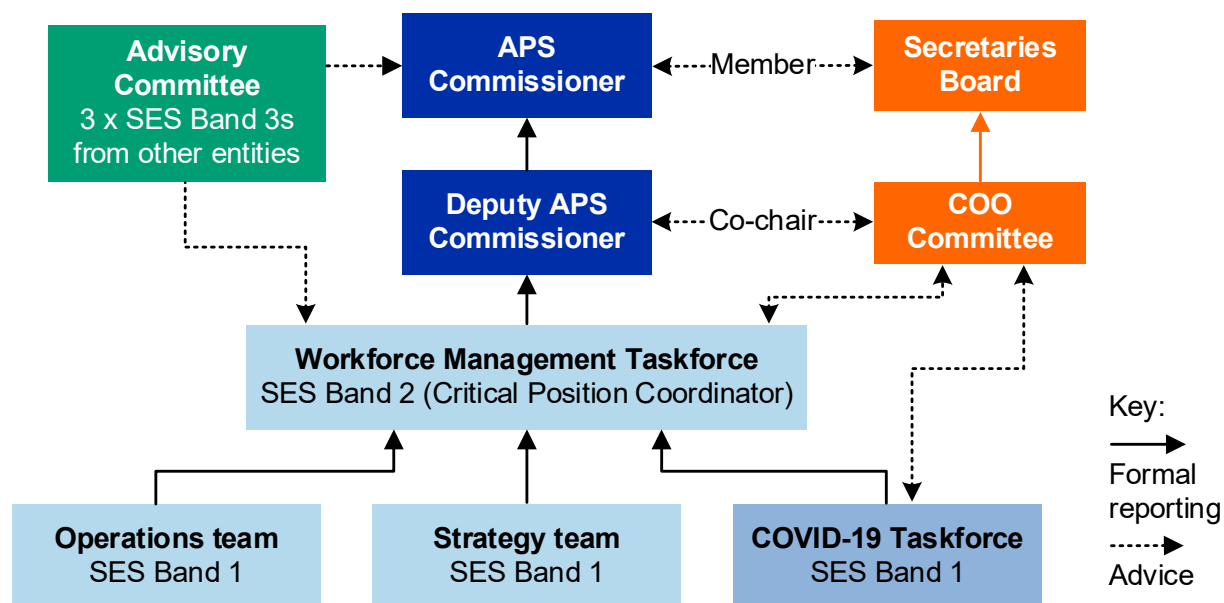 Advisory
Committee
3 x SES Band 3s
from other entities
APS
Commissioner
Member
Secretaries
Board
Deputy APS
Commissioner
Co-chair
COO
Committee
Workforce Management Taskforce
SES Band 2 (Critical Position Coordinator)
Operations team
SES Band 1
Strategy team
SES Band 1
COVID-19 Taskforce
SES Band 1
Key:
Formal
reporting
Advice